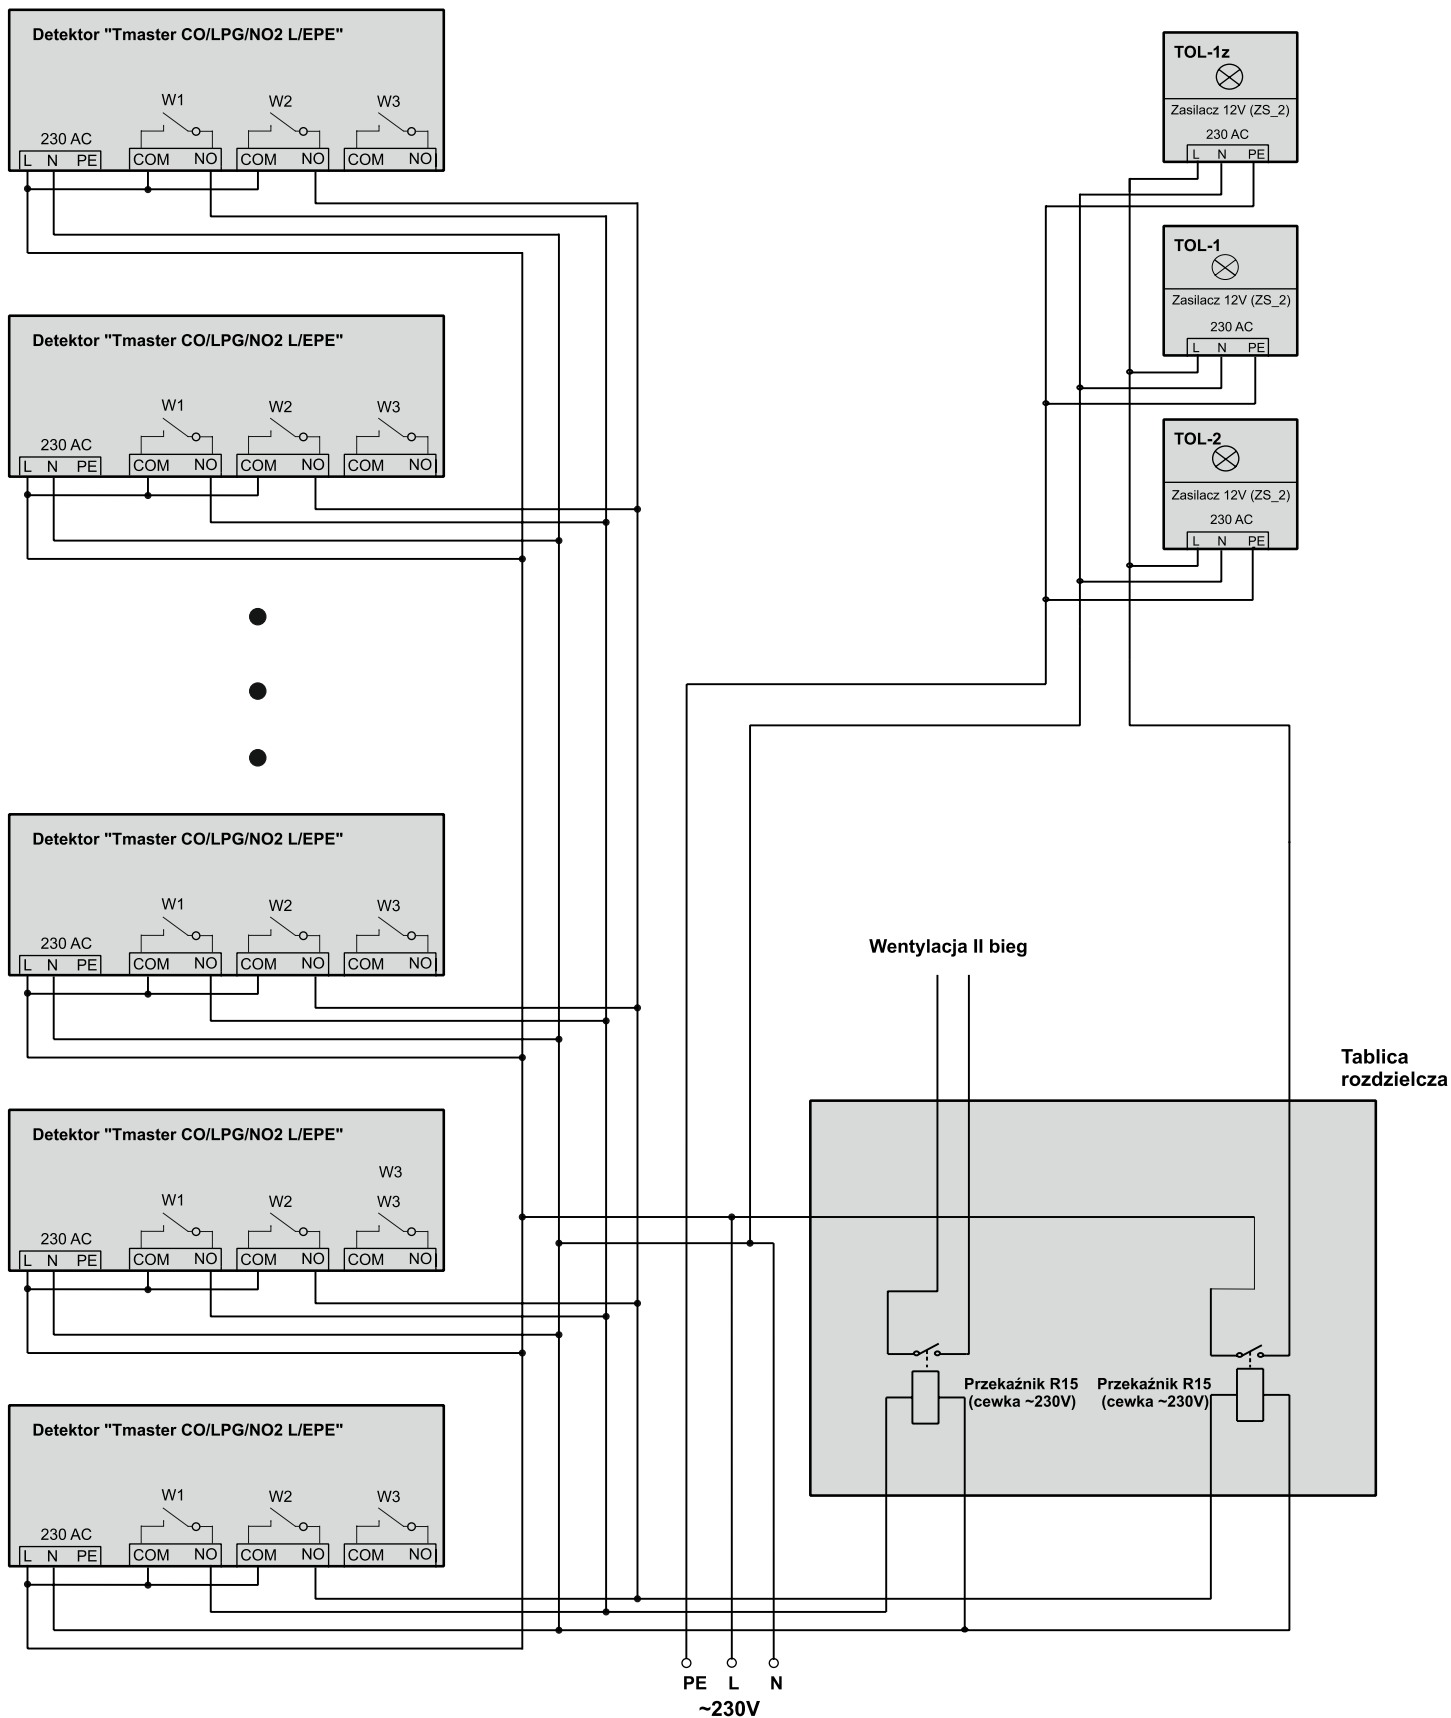 Detektor "Tmaster CO/LPG/NO2 L/EPE"
W1 W2 W3
230 AC
L N PE COM NO COM NO COM NO
Detektor "Tmaster CO/LPG/NO2 L/EPE"
W1 W2 W3
230 AC
L N PE COM NO COM NO COM NO
Detektor "Tmaster CO/LPG/NO2 L/EPE"
W1 W2 W3
230 AC
L N PE COM NO COM NO COM NO
Detektor "Tmaster CO/LPG/NO2 L/EPE"
W3
W1 W2 W3
230 AC
L N PE COM NO COM NO COM NO
Detektor "Tmaster CO/LPG/NO2 L/EPE"
W1 W2 W3
230 AC
L N PE COM NO COM NO COM NO
TOL-1z
Zasilacz 12V (ZS_2)
230 AC
L N PE
TOL-1
Zasilacz 12V (ZS_2)
230 AC
L N PE
TOL-2
Zasilacz 12V (ZS_2)
230 AC
L N PE
Wentylacja II bieg
Tablica
rozdzielcza
Przekaźnik R15
(cewka ~230V)
Przekaźnik R15
(cewka ~230V)
PE L N
~230V